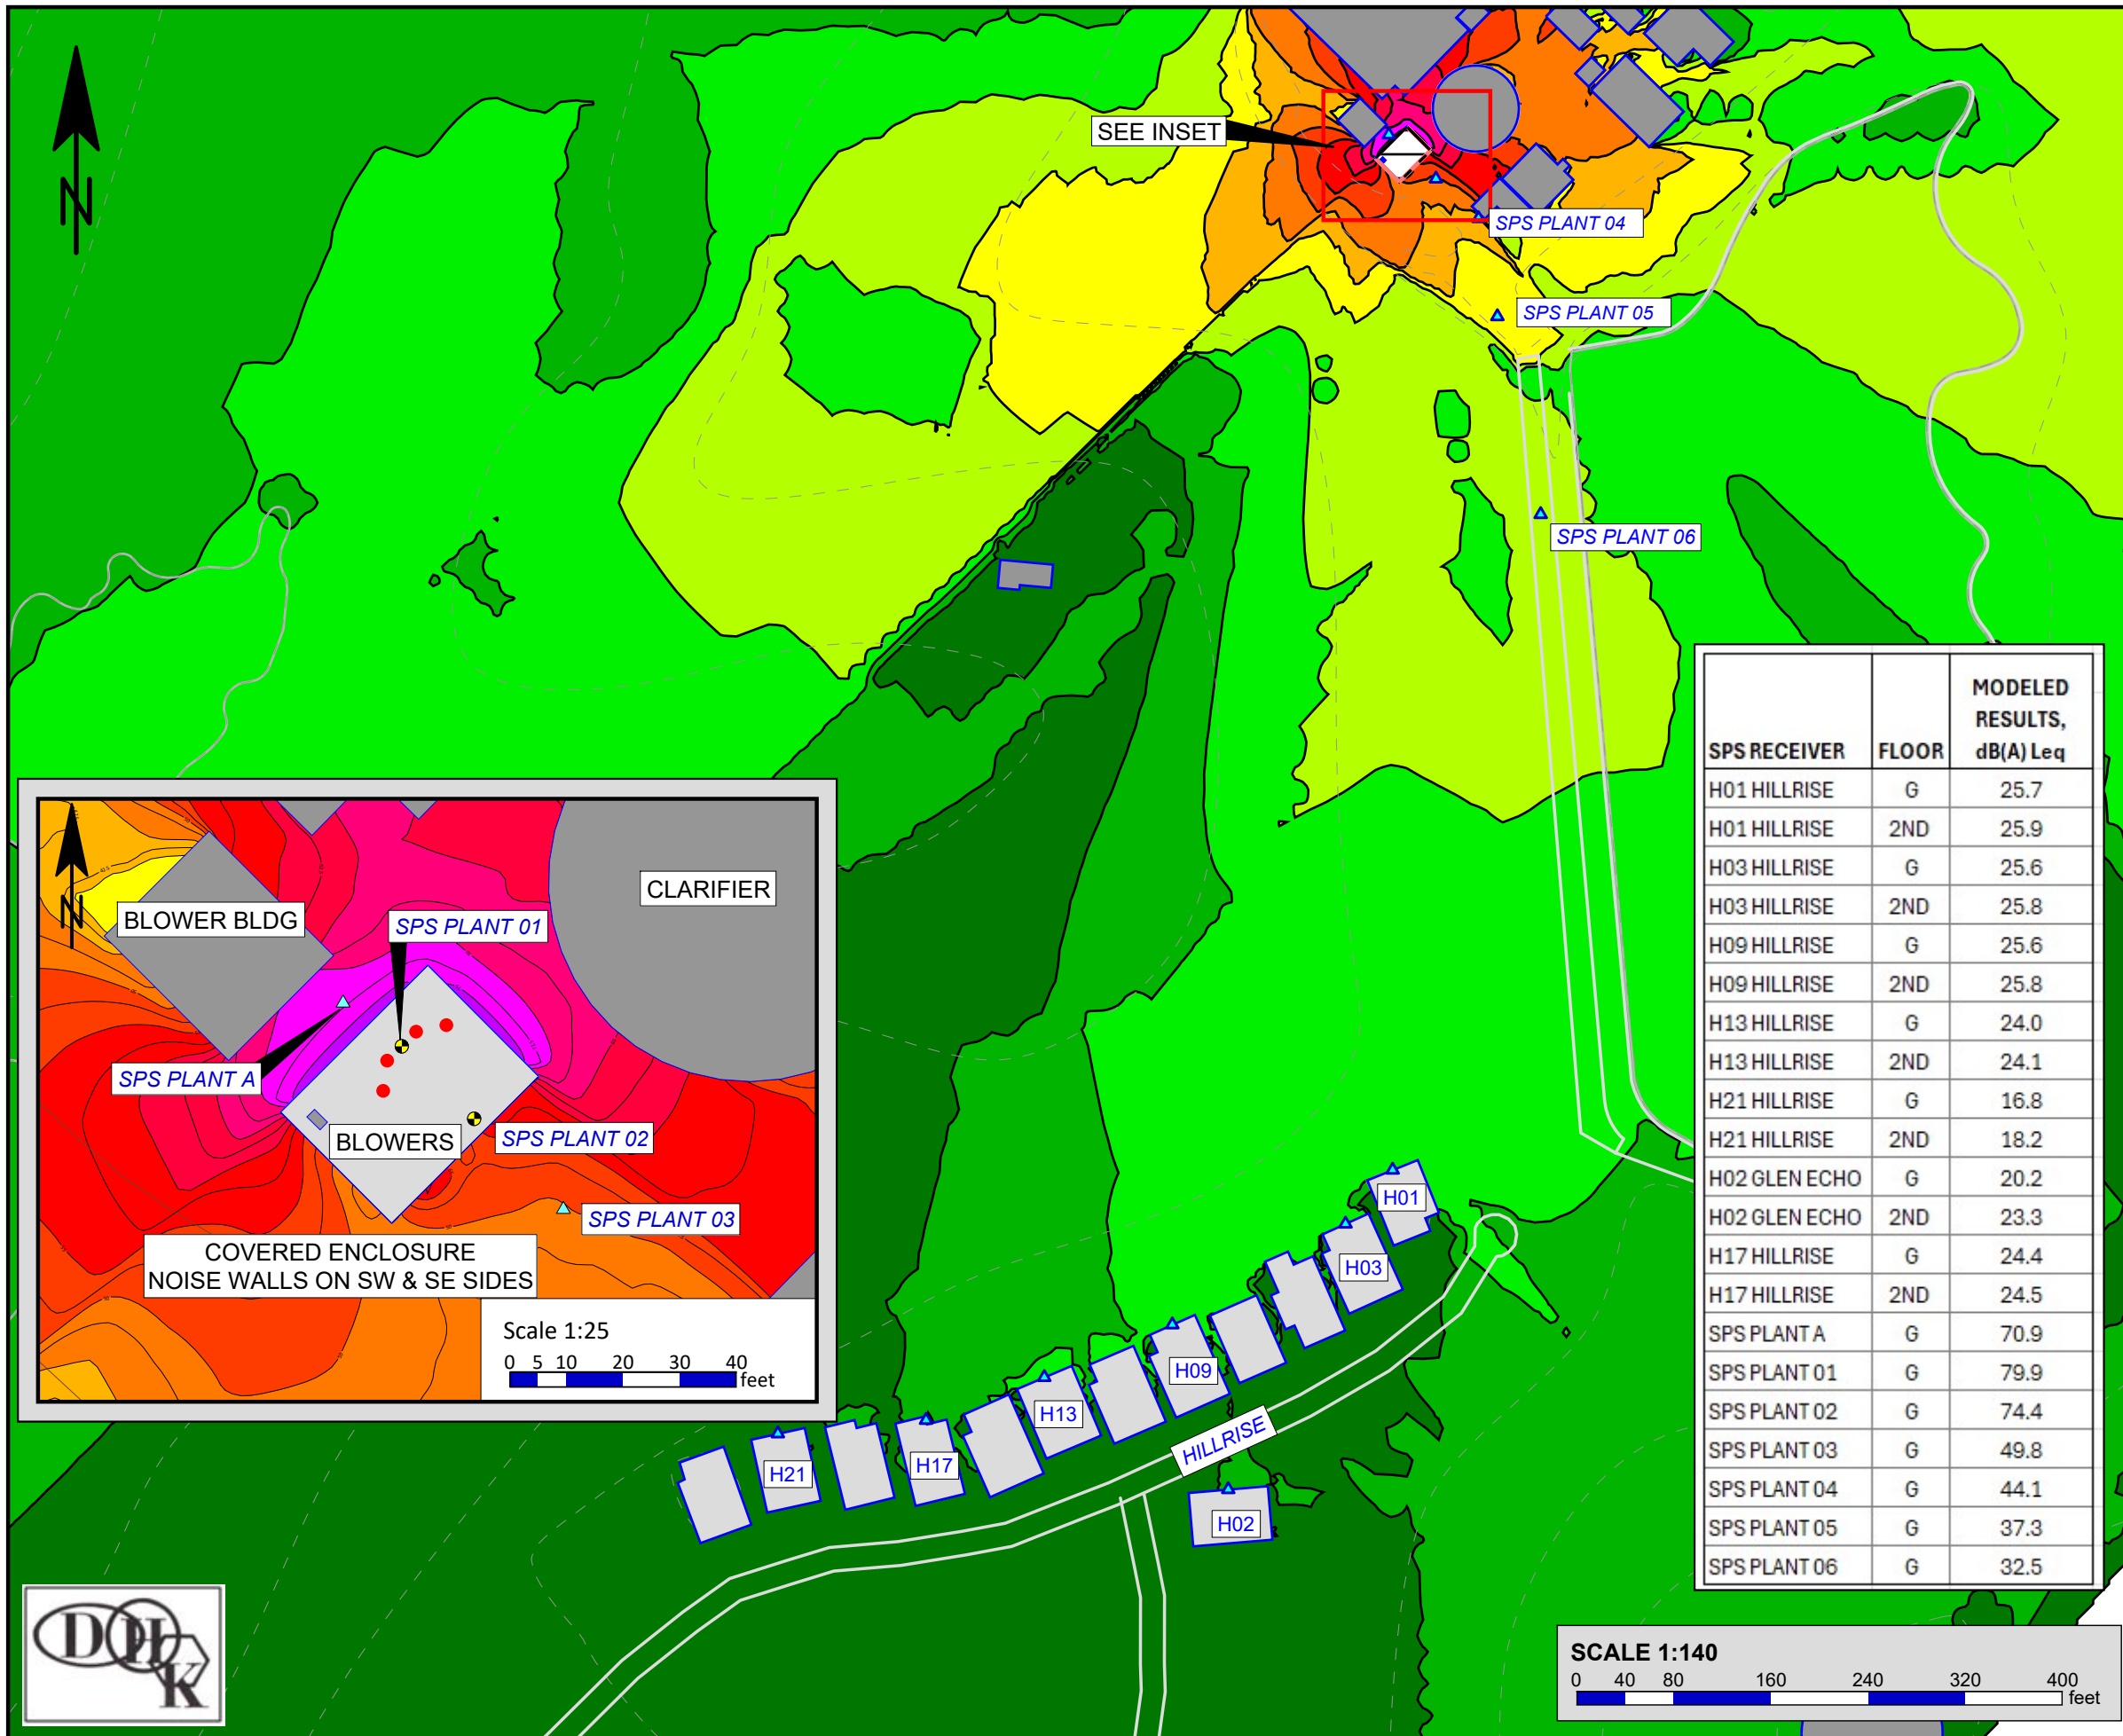 N
SEE INSET
SPS PLANT 04
SPS PLANT 05
SPS PLANT 06
SPS RECEIVER FLOOR MODELED RESULTS, dB(A) Leq
H01 HILLRISE G 25.7
H01 HILLRISE 2ND 25.9
H03 HILLRISE G 25.6
H03 HILLRISE 2ND 25.8
H09 HILLRISE G 25.6
H09 HILLRISE 2ND 25.8
H13 HILLRISE G 24.0
H13 HILLRISE 2ND 24.1
H21 HILLRISE G 16.8
H21 HILLRISE 2ND 18.2
H02 GLEN ECHO G 20.2
H02 GLEN ECHO 2ND 23.3
H17 HILLRISE G 24.4
H17 HILLRISE 2ND 24.5
SPS PLANT A G 70.9
SPS PLANT 01 G 79.9
SPS PLANT 02 G 74.4
SPS PLANT 03 G 49.8
SPS PLANT 04 G 44.1
SPS PLANT 05 G 37.3
SPS PLANT 06 G 32.5
N
BLOWER BLDG
SPS PLANT 01
CLARIFIER
SPS PLANT A
BLOWERS
SPS PLANT 02
SPS PLANT 03
COVERED ENCLOSURE
NOISE WALLS ON SW & SE SIDES
Scale 1:25
0 5 10 20 30 40
feet
H01
H03
H09
H13
H17
H21
HILLRISE
H02
DHK
SCALE 1:140
0 40 80 160 240 320 400
feet